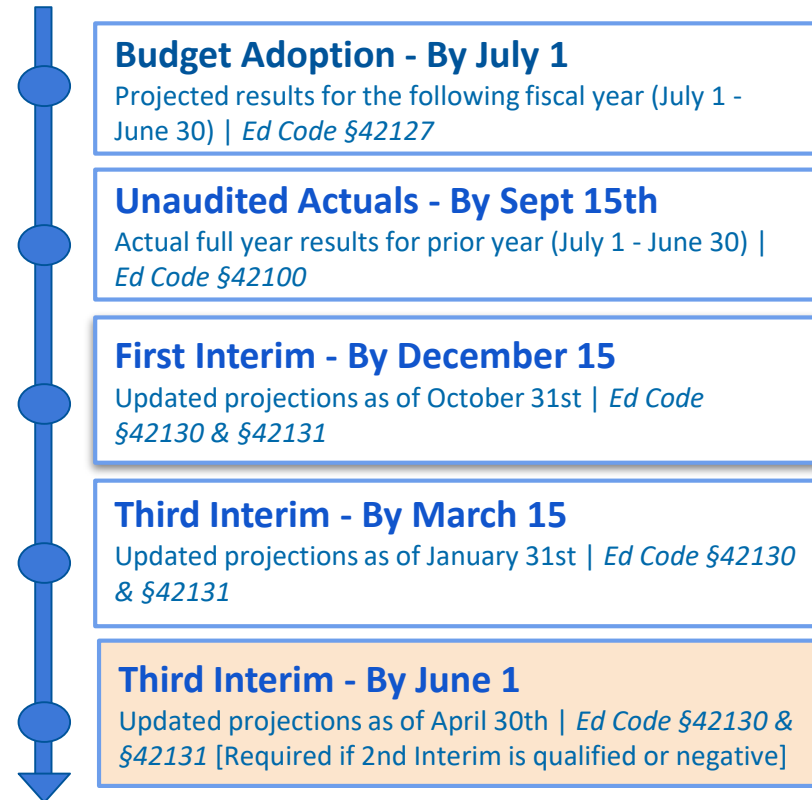 Budget Adoption - By July 1
Projected results for the following fiscal year (July 1 -
June 30) | Ed Code §42127
Unaudited Actuals - By Sept 15th
Actual full year results for prior year (July 1 - June 30) |
Ed Code §42100
First Interim - By December 15
Updated projections as of October 31st | Ed Code
§42130 & §42131
Third Interim - By March 15
Updated projections as of January 31st | Ed Code §42130
& §42131
Third Interim - By June 1
Updated projections as of April 30th | Ed Code §42130 &
§42131 [Required if 2nd Interim is qualified or negative]